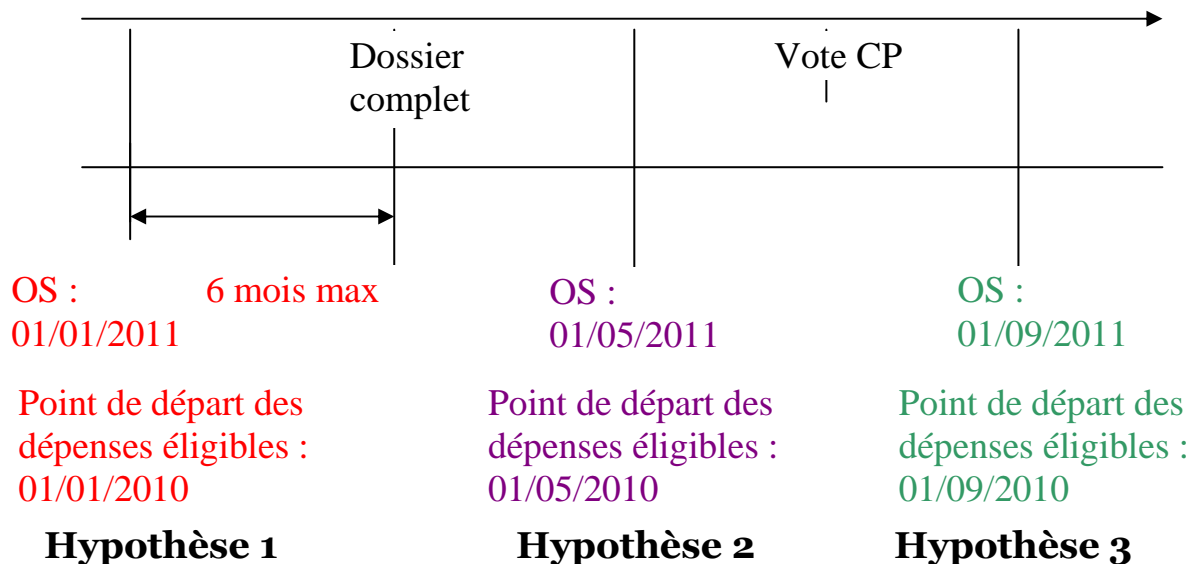 Dossier
complet
Vote CP
OS :
01/01/2011
6 mois max
OS :
01/05/2011
OS :
01/09/2011
Point de départ des
dépenses éligibles :
01/01/2010
Point de départ des
dépenses éligibles :
01/05/2010
Point de départ des
dépenses éligibles :
01/09/2010
Hypothèse 1
Hypothèse 2
Hypothèse 3